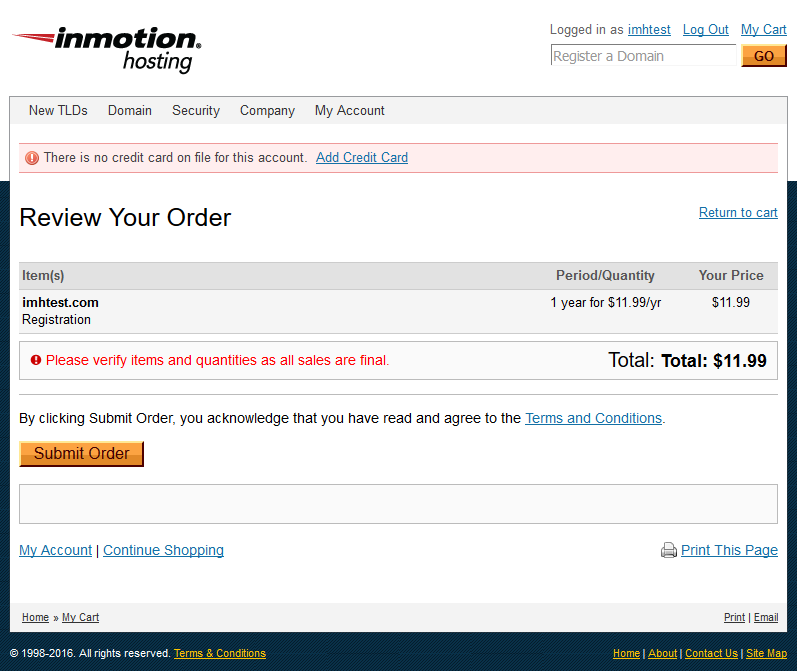 inmotion
hosting
Logged in as imhtest Log Out My Cart
Register a Domain GO
New TLDs Domain Security Company My Account
There is no credit card on file for this account. Add Credit Card
Review Your Order
Return to cart
Item(s) Period/Quantity Your Price
imhtest.com 1 year for $11.99/yr $11.99
Registration
Please verify items and quantities as all sales are final. Total: Total: $11.99
By clicking Submit Order, you acknowledge that you have read and agree to the Terms and Conditions.
Submit Order
My Account | Continue Shopping Print This Page
Home » My Cart Print | Email
© 1998-2016. All rights reserved. Terms & Conditions Home | About | Contact Us | Site Map